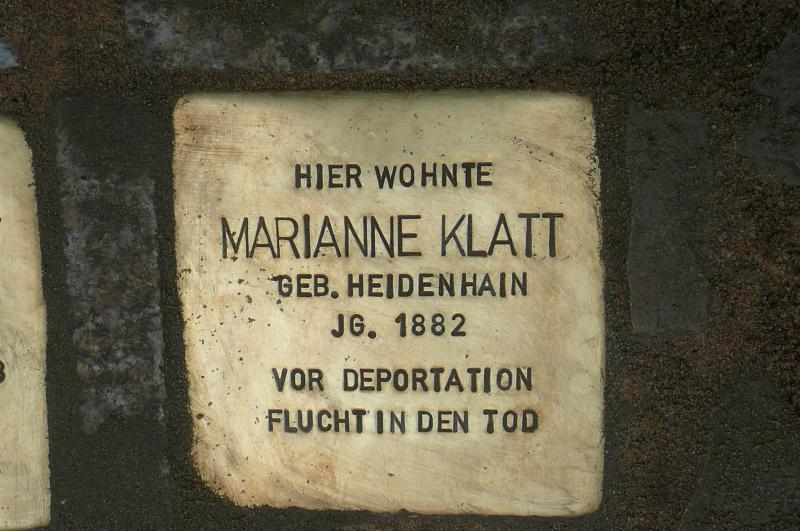 HIER WOHNTE
MARIANNE KLATT
GEB. HEIDENHAIN
JG. 1882
VOR DEPORTATION
FLUCHT IN DEN TOD